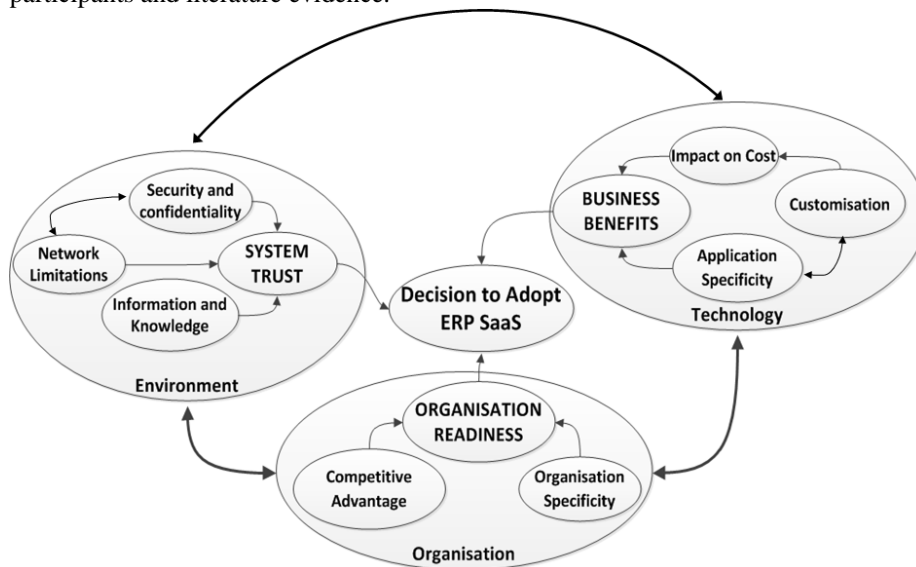 participants and literature evidence.
Security and
confidentiality
Network
Limitations
SYSTEM
TRUST
Information and
Knowledge
Environment
Impact on Cost
BUSINESS
BENEFITS
Customisation
Application
Specificity
Technology
Decision to Adopt
ERP SaaS
ORGANISATION
READINESS
Competitive
Advantage
Organisation
Specificity
Organisation